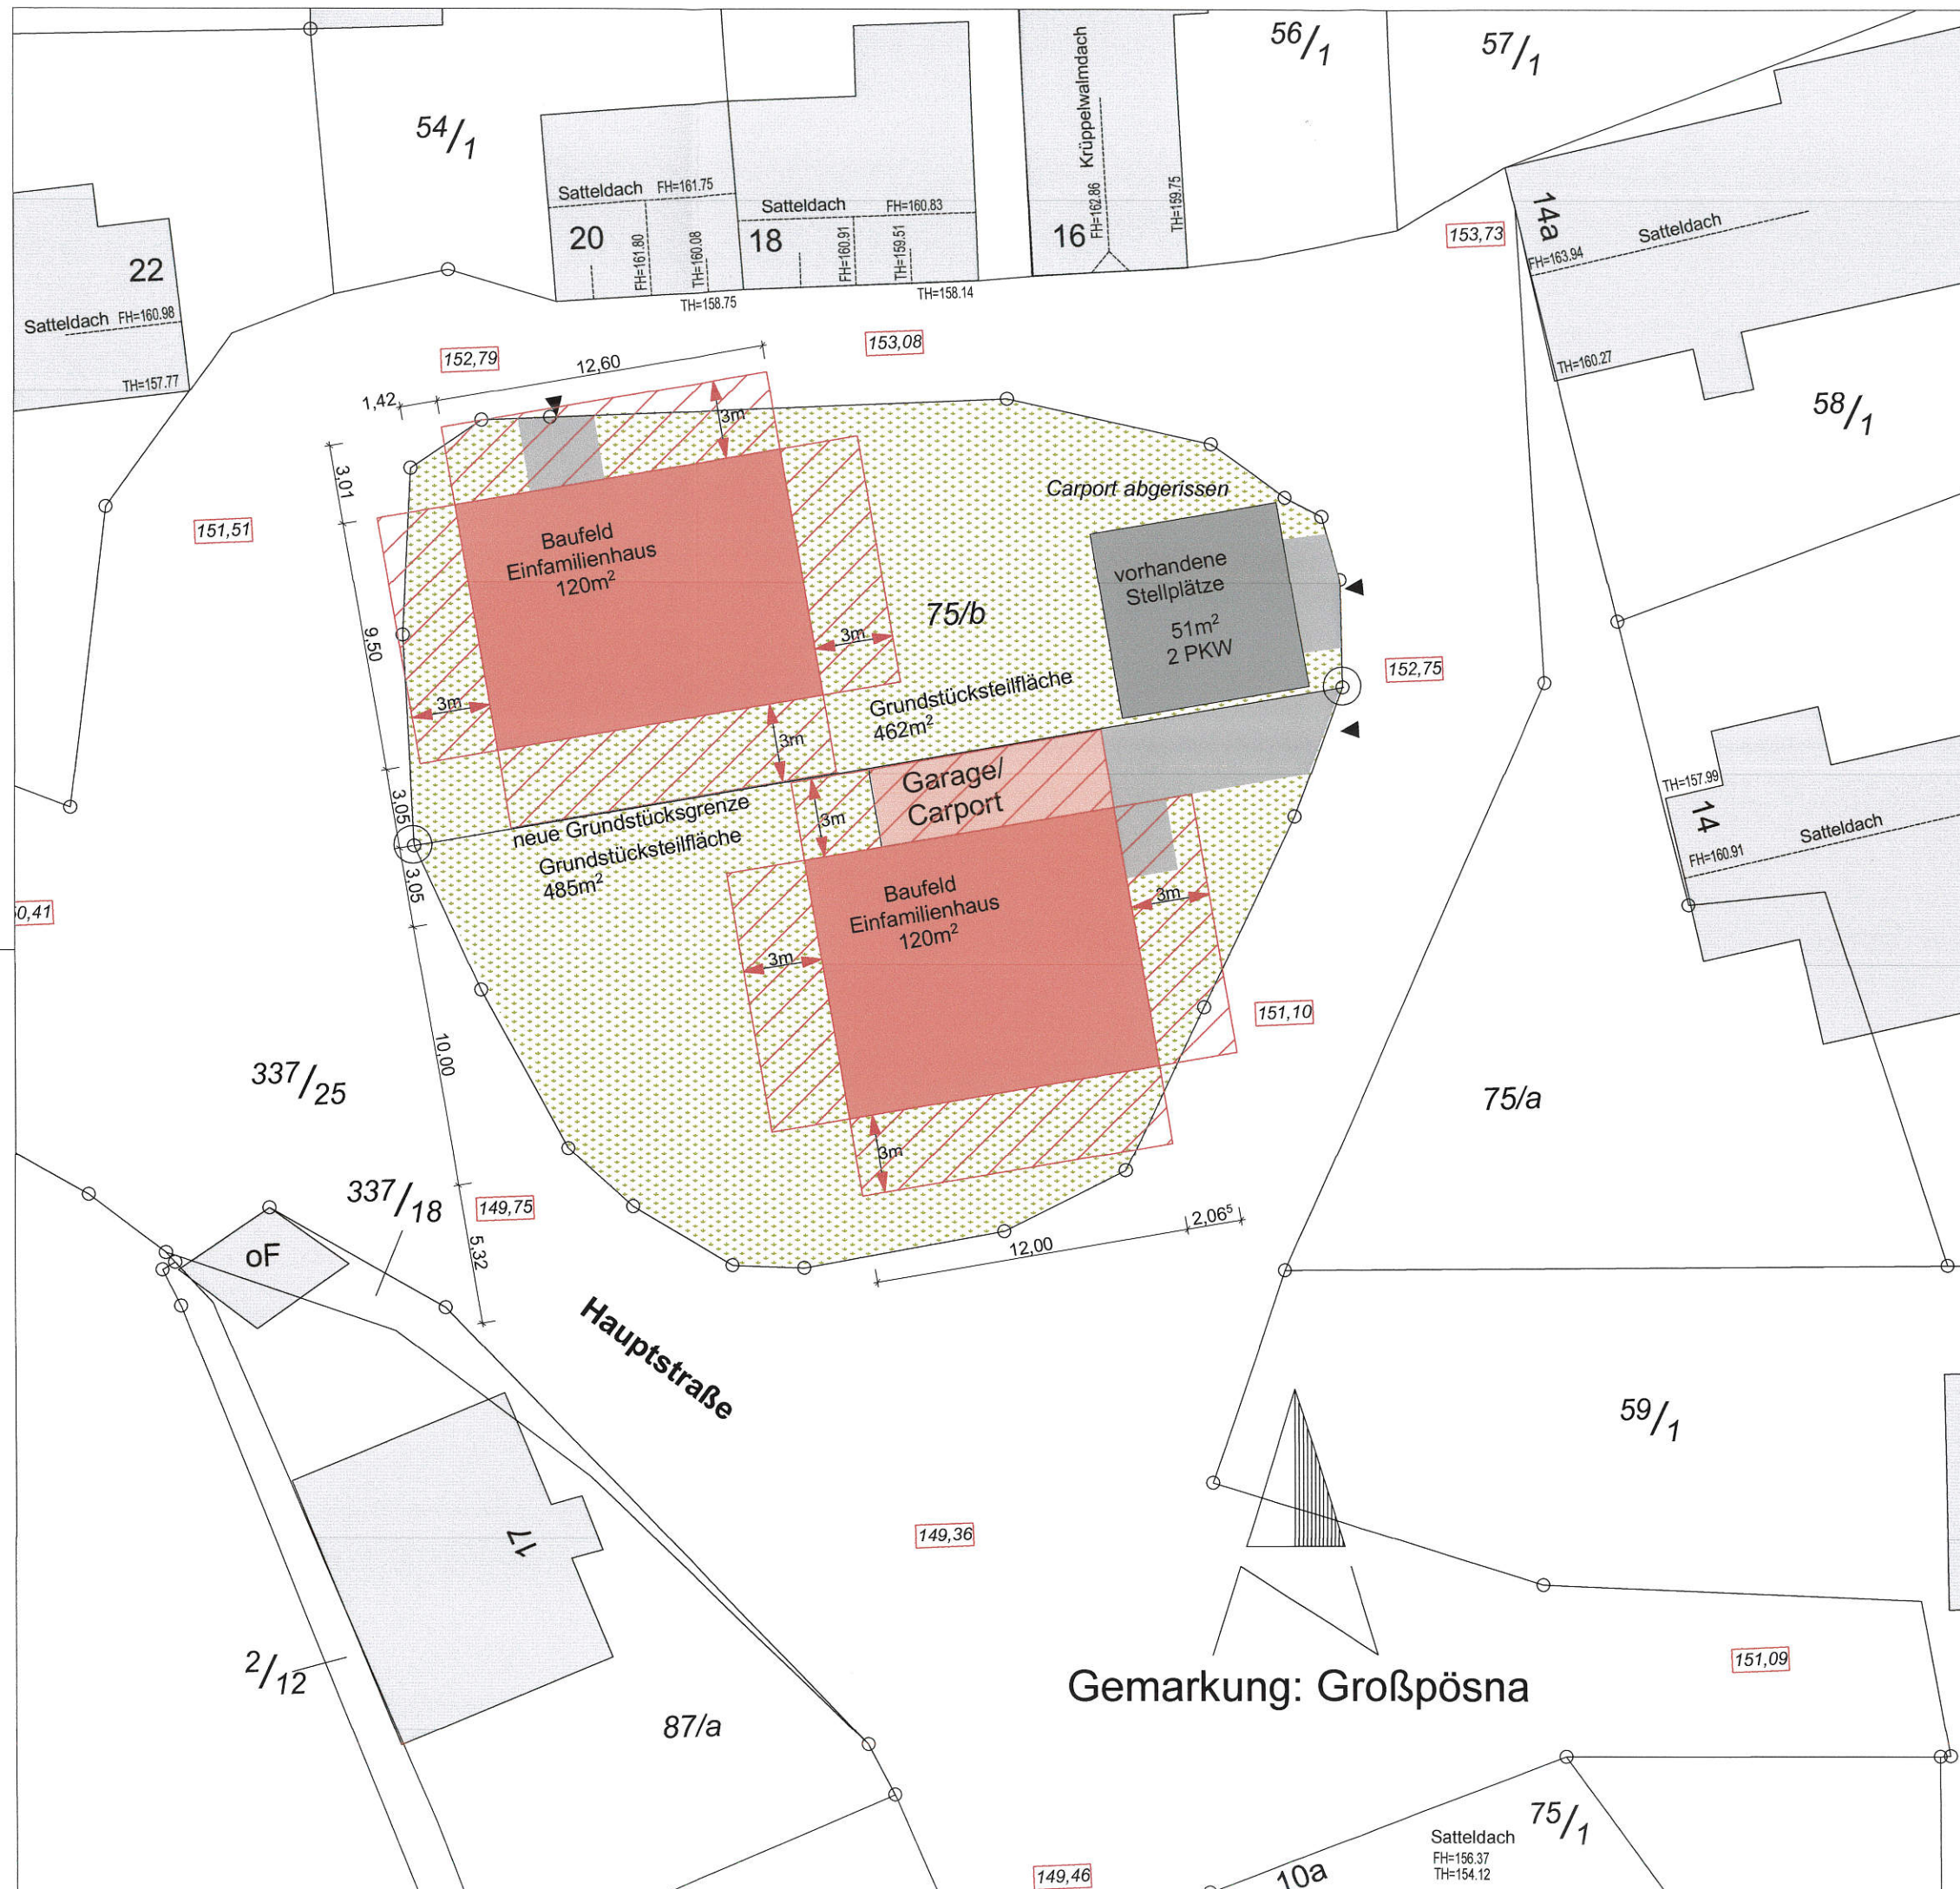 56/1
57/1
54/1
Krüppelwalmdach
FH=162.86
TH=159.75
16
Satteldach FH=161.75
20
FH=161.80
TH=160.08
TH=158.75
Satteldach FH=160.83
18
FH=160.91
TH=159.51
TH=158.14
22
Satteldach FH=160.98
TH=157.77
14a
Satteldach
FH=163.94
TH=160.27
153,73
153,08
152,79
12,60
1,42
58/1
3,01
3m
151,51
Carport abgerissen
Baufeld
Einfamilienhaus
120m²
vorhandene
Stellplätze
51m²
2 PKW
75/b
9,50
3m
3m
152,75
Grundstücksteilfläche
462m²
3m
Garage/
Carport
TH=157.99
14
Satteldach
FH=160.91
3,05
neue Grundstücksgrenze
3m
Grundstücksteilfläche
485m²
3,05
0,41
Baufeld
Einfamilienhaus
120m²
3m
3m
151,10
10,00
337/25
75/a
3m
337/18
149,75
5,32
oF
2,06⁵
12,00
Hauptstraße
59/1
17
149,36
2/12
87/a
Gemarkung: Großpösna
151,09
75/1
Satteldach
FH=156.37
TH=154.12
10a
149,46